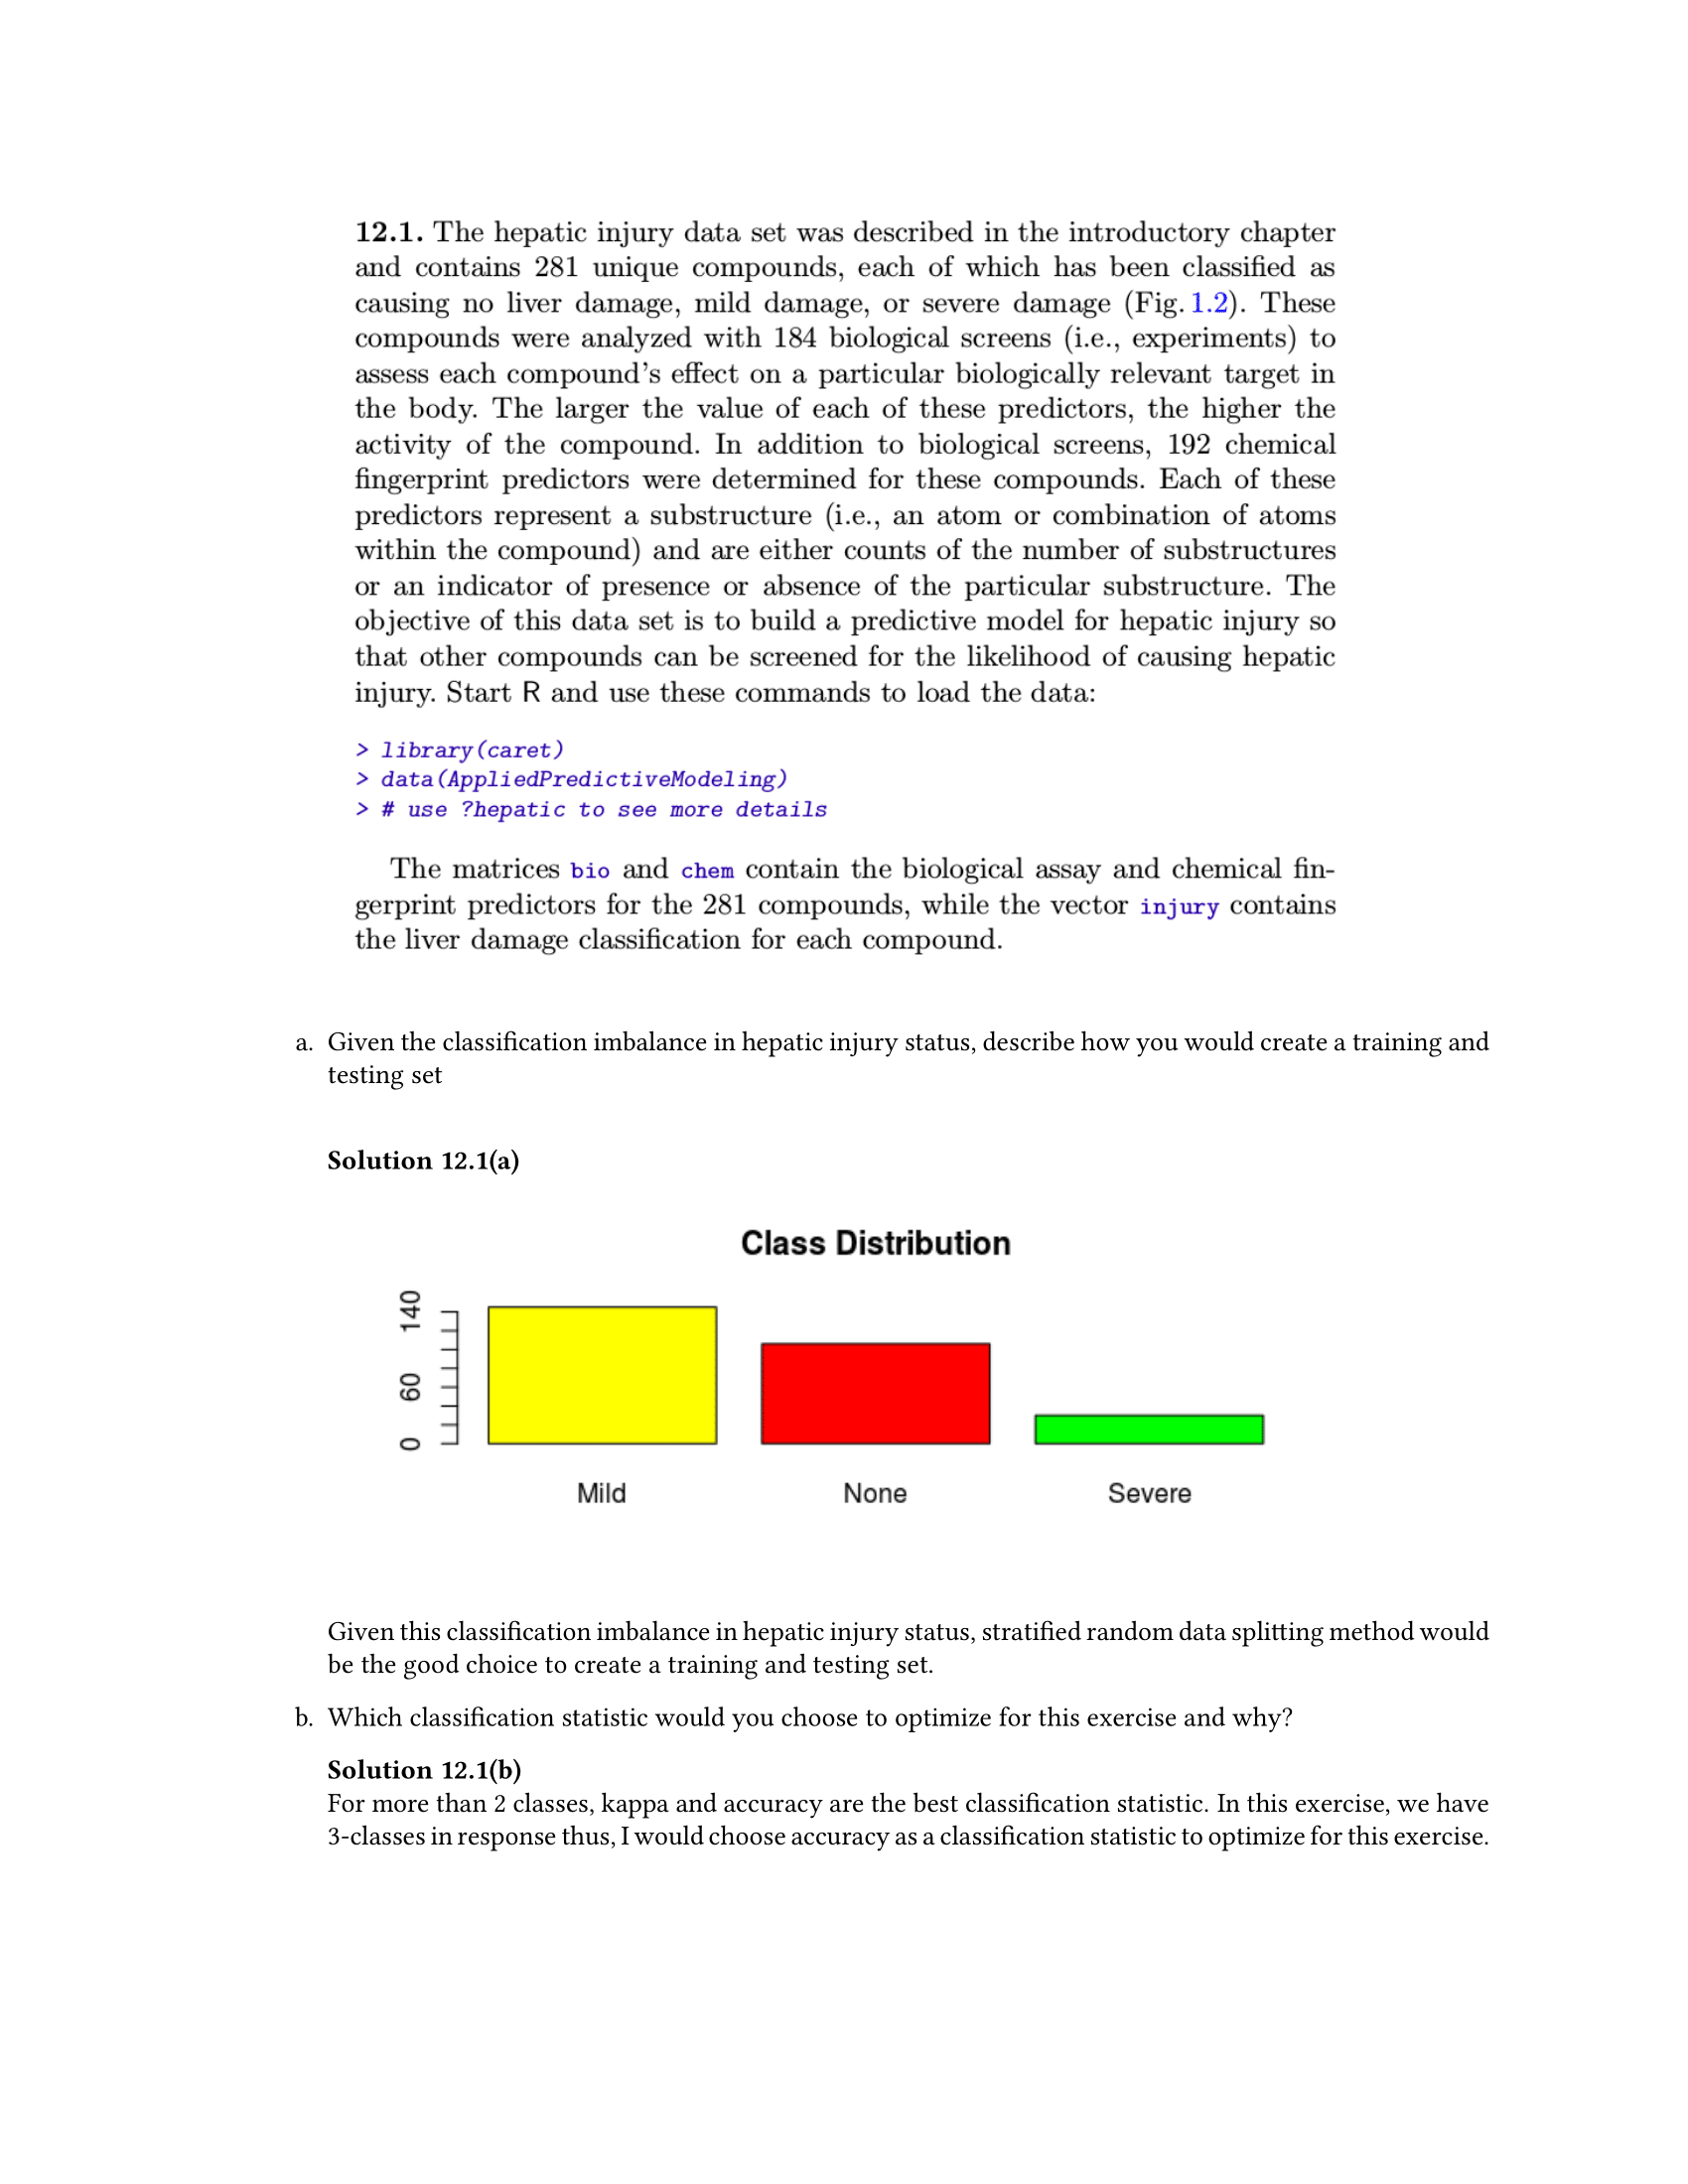 12.1. The hepatic injury data set was described in the introductory chapter
and contains 281 unique compounds, each of which has been classified as
causing no liver damage, mild damage, or severe damage (Fig. 1.2). These
compounds were analyzed with 184 biological screens (i.e., experiments) to
assess each compound's effect on a particular biologically relevant target in
the body. The larger the value of each of these predictors, the higher the
activity of the compound. In addition to biological screens, 192 chemical
fingerprint predictors were determined for these compounds. Each of these
predictors represent a substructure (i.e., an atom or combination of atoms
within the compound) and are either counts of the number of substructures
or an indicator of presence or absence of the particular substructure. The
objective of this data set is to build a predictive model for hepatic injury so
that other compounds can be screened for the likelihood of causing hepatic
injury. Start R and use these commands to load the data:
> library(caret)
> data(AppliedPredictiveModeling)
> # use ?hepatic to see more details
The matrices bio and chem contain the biological assay and chemical fin-
gerprint predictors for the 281 compounds, while the vector injury contains
the liver damage classification for each compound.
a. Given the classification imbalance in hepatic injury status, describe how you would create a training and
testing set
Solution 12.1(a)
Class Distribution
140
60
0
Mild None Severe
Given this classification imbalance in hepatic injury status, stratified random data splitting method would
be the good choice to create a training and testing set.
b. Which classification statistic would you choose to optimize for this exercise and why?
Solution 12.1(b)
For more than 2 classes, kappa and accuracy are the best classification statistic. In this exercise, we have
3-classes in response thus, I would choose accuracy as a classification statistic to optimize for this exercise.